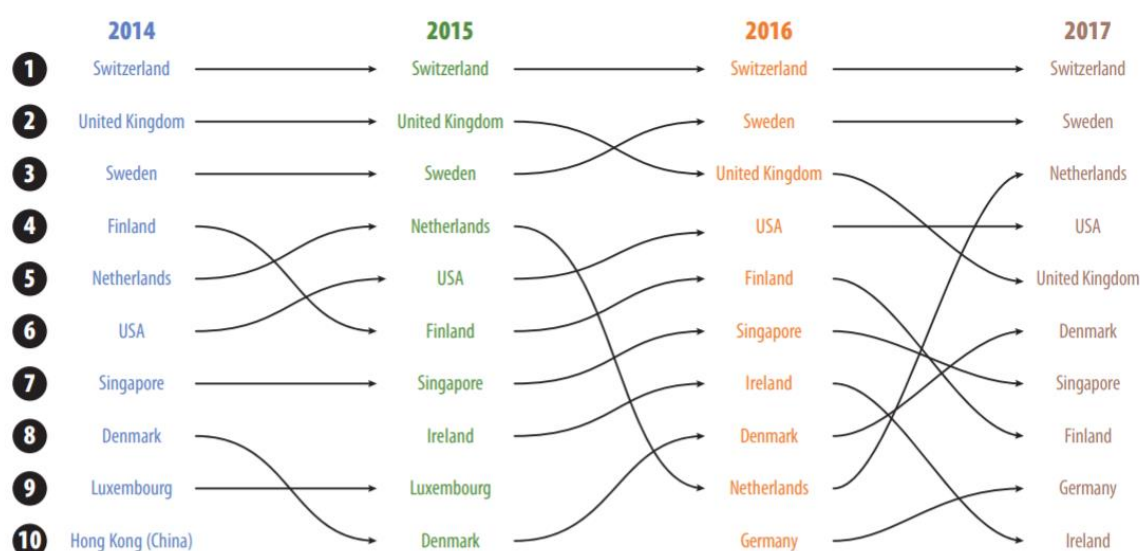 2014 2015 2016 2017
1 Switzerland Switzerland Switzerland Switzerland
2 United Kingdom United Kingdom Sweden Sweden
3 Sweden Sweden United Kingdom Netherlands
4 Finland Netherlands USA USA
5 Netherlands USA Finland United Kingdom
6 USA Finland Singapore Denmark
7 Singapore Singapore Ireland Singapore
8 Denmark Ireland Denmark Finland
9 Luxembourg Luxembourg Netherlands Germany
10 Hong Kong (China) Denmark Germany Ireland